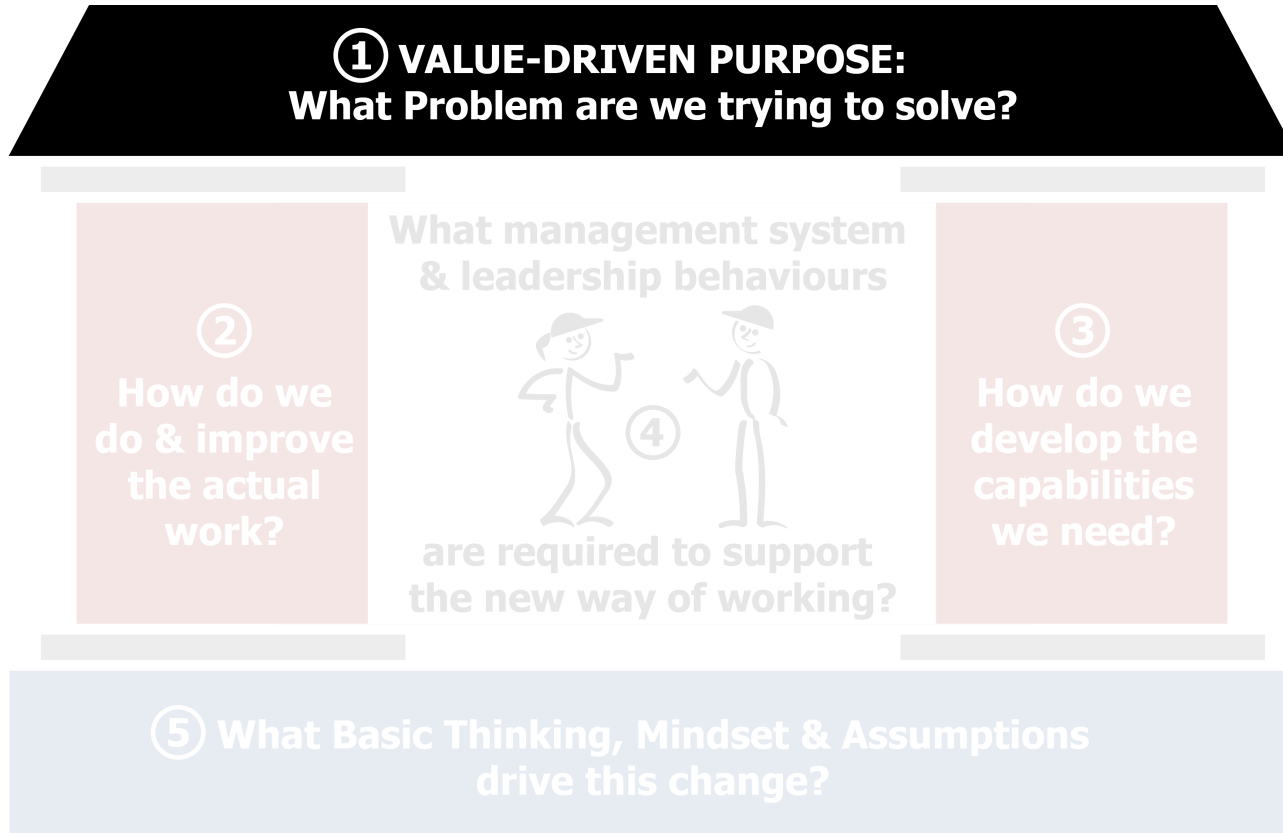 ① VALUE-DRIVEN PURPOSE:
What Problem are we trying to solve?
What management system
& leadership behaviours
②
How do we
do & improve
the actual
work?
④
③
How do we
develop the
capabilities
we need?
are required to support
the new way of working?
⑤ What Basic Thinking, Mindset & Assumptions
drive this change?